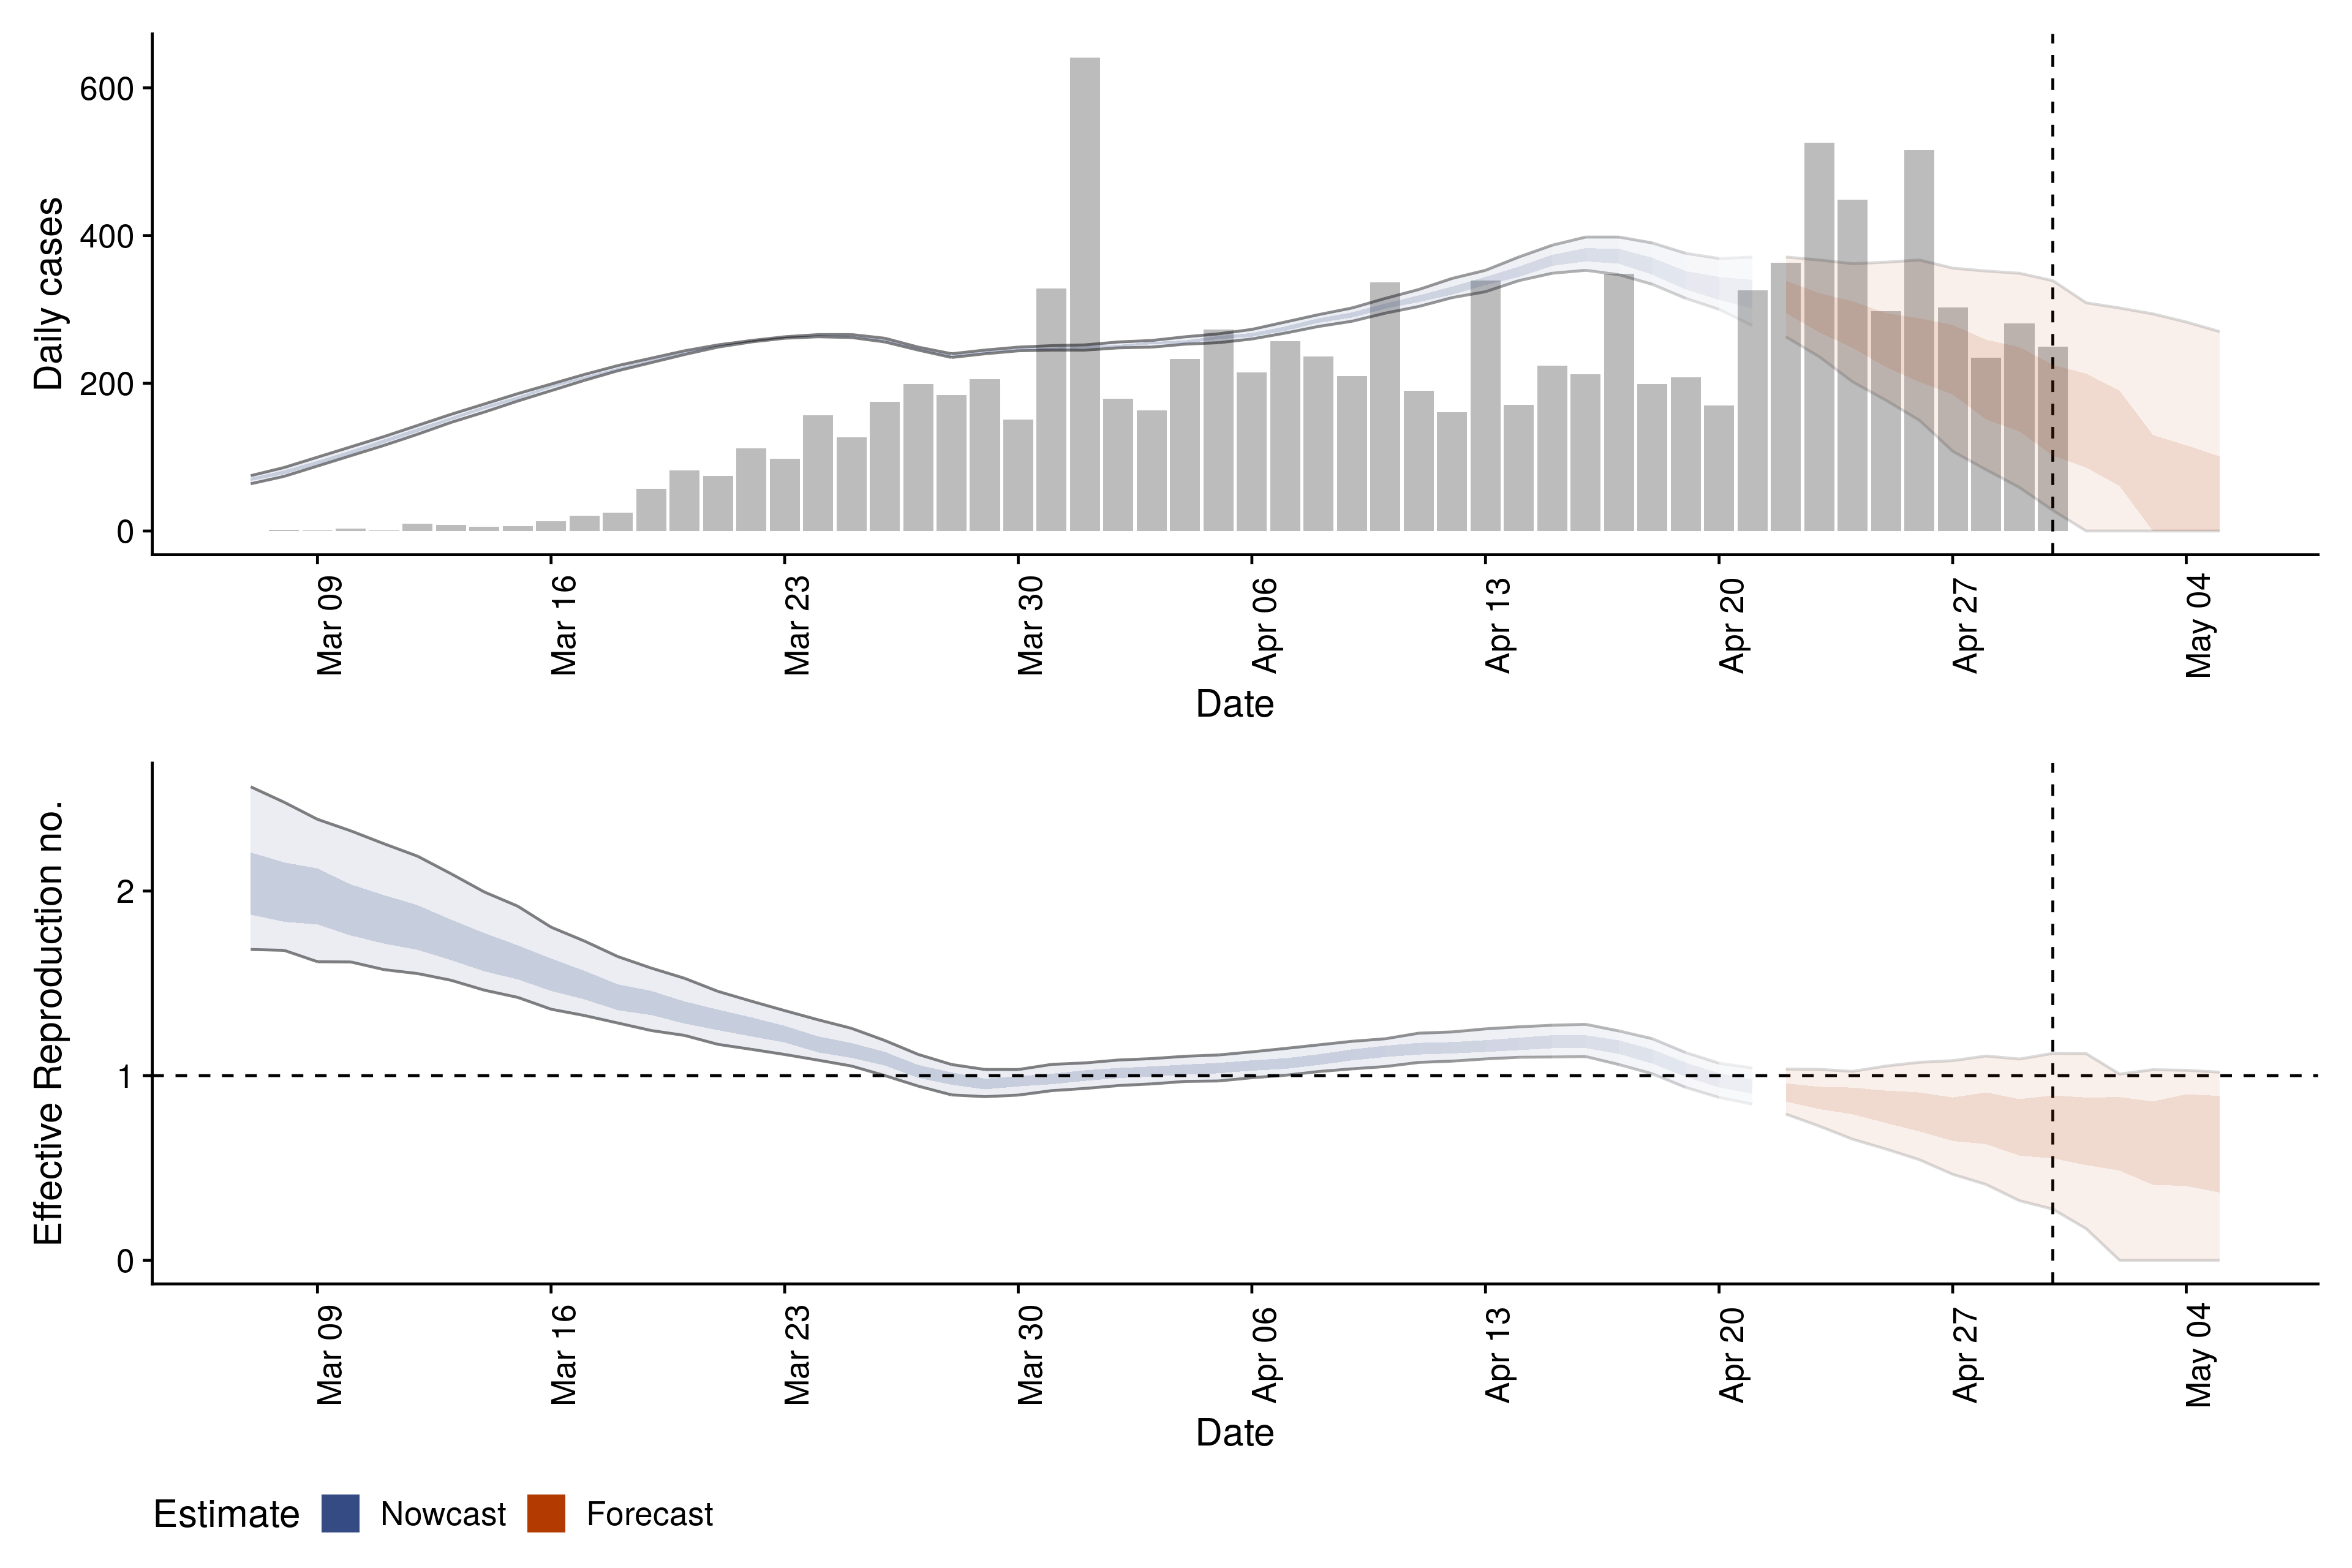 600
400
200
0
Daily cases
Mar 09
Mar 16
Mar 23
Mar 30
Apr 06
Apr 13
Apr 20
Apr 27
May 04
Date
2
1
0
Effective Reproduction no.
Mar 09
Mar 16
Mar 23
Mar 30
Apr 06
Apr 13
Apr 20
Apr 27
May 04
Date
Estimate Nowcast Forecast